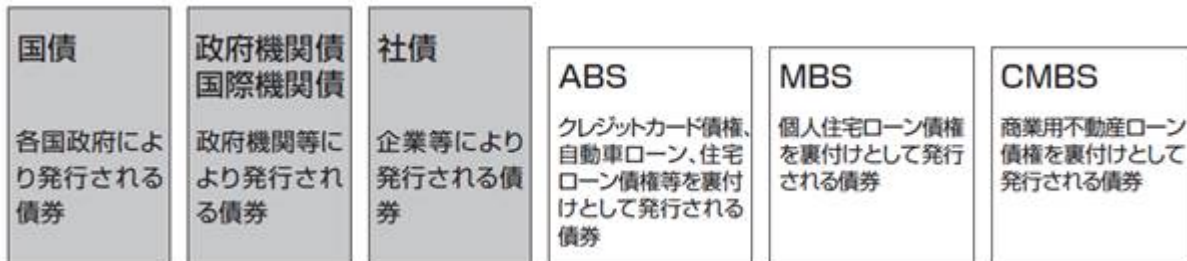 国債
各国政府によ
り発行される
債券
政府機関債
国際機関債
政府機関等に
より発行され
る債券
社債
企業等により
発行される債
券
ABS
クレジットカード債権、
自動車ローン、住宅
ローン債権等を裏付
けとして発行される
債券
MBS
個人住宅ローン債権
を裏付けとして発行
される債券
CMBS
商業用不動産ローン
債権を裏付けとして
発行される債券